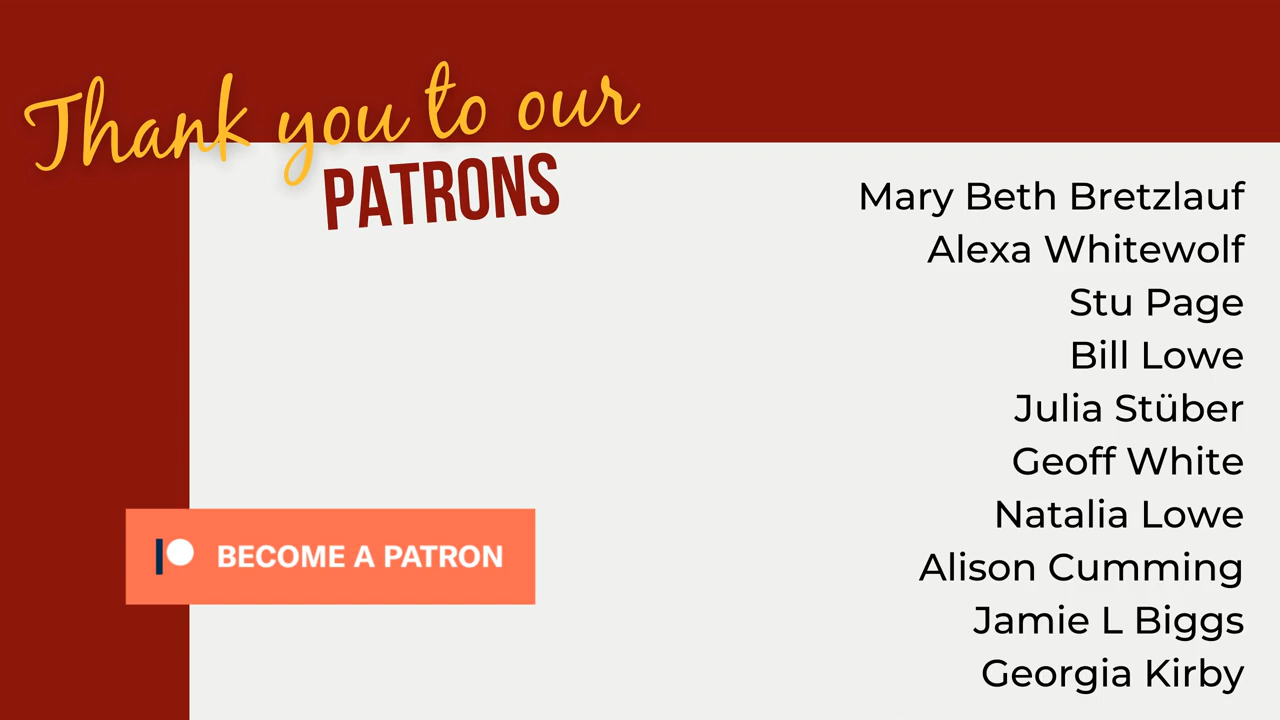 Thank you to our
PATRONS
Mary Beth Bretzlauf
Alexa Whitewolf
Stu Page
Bill Lowe
Julia Stüber
Geoff White
Natalia Lowe
Alison Cumming
Jamie L Biggs
Georgia Kirby
BECOME A PATRON